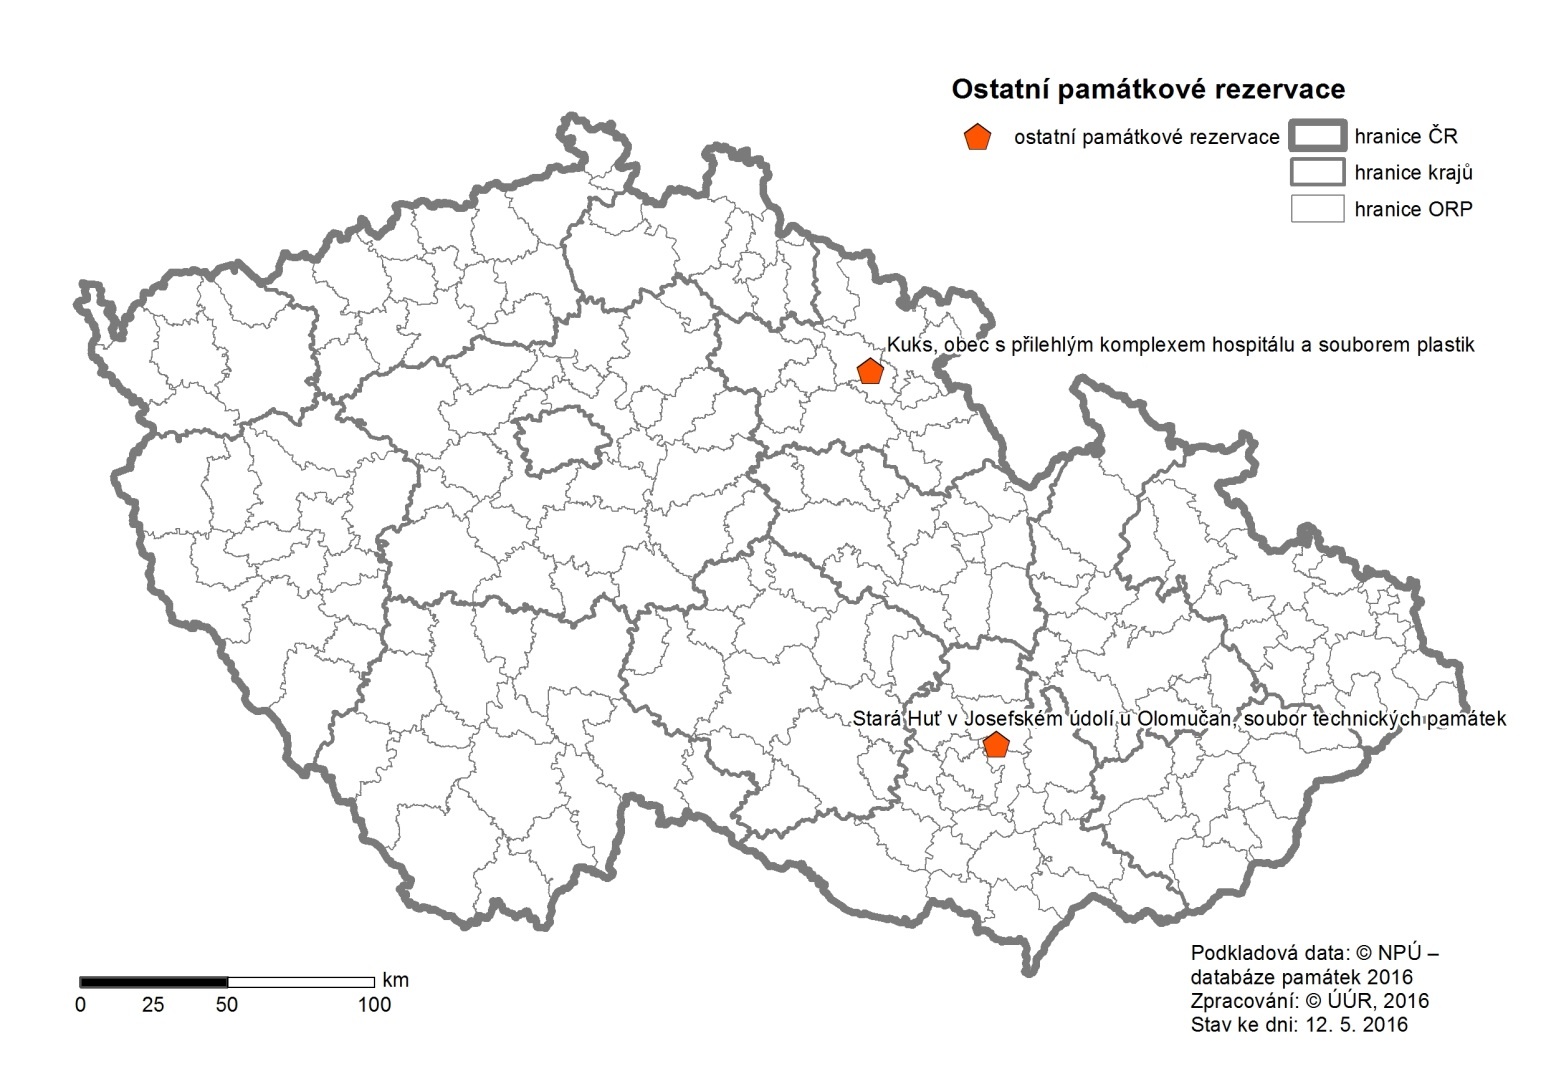 Ostatní památkové rezervace
ostatní památkové rezervace
hranice ČR
hranice krajů
hranice ORP
Kuks, obec s přilehlým komplexem hospitálu a souborem plastik
Stará Huť v Josefském údolí u Olomučan, soubor technických památek
km
0 25 50 100
Podkladová data: © NPÚ –
databáze památek 2016
Zpracování: © ÚÚR, 2016
Stav ke dni: 12. 5. 2016